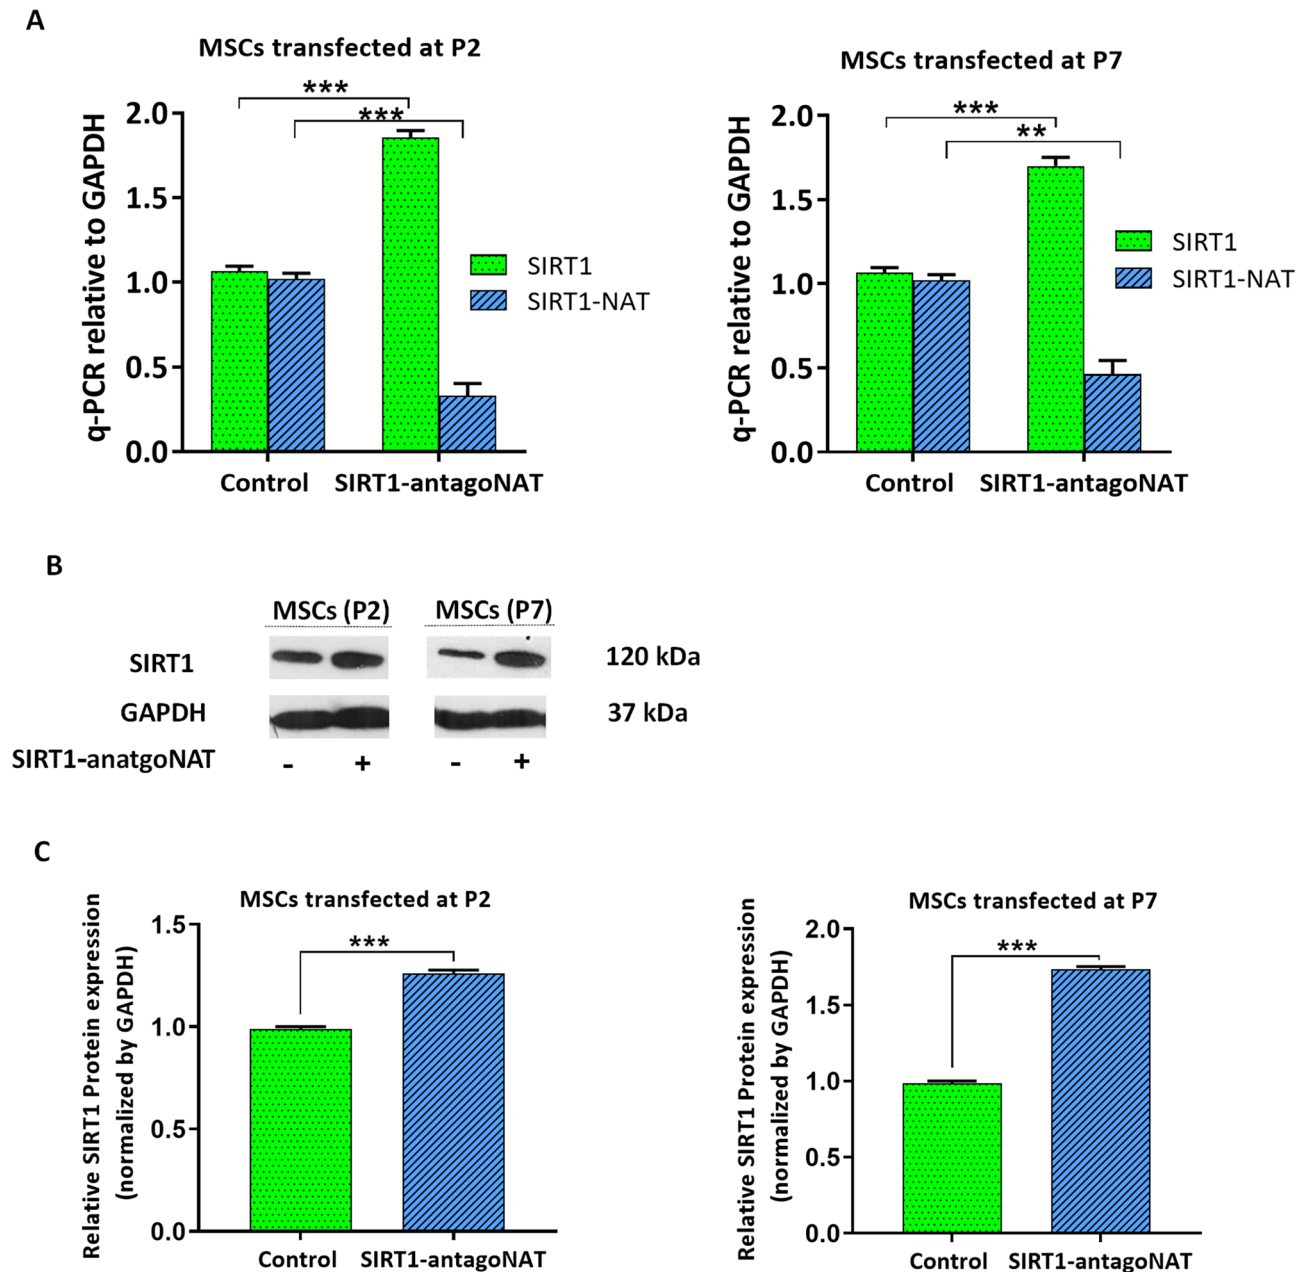 A
MSCs transfected at P2
q-PCR relative to GAPDH
2.0
1.5
1.0
0.5
0.0
***
***
Control
SIRT1-antagoNAT
SIRT1
SIRT1-NAT
MSCs transfected at P7
q-PCR relative to GAPDH
2.0
1.5
1.0
0.5
0.0
***
**
Control
SIRT1-antagoNAT
SIRT1
SIRT1-NAT
B
MSCs (P2)
MSCs (P7)
SIRT1
120 kDa
GAPDH
37 kDa
SIRT1-anatgoNAT
-
+
-
+
C
MSCs transfected at P2
Relative SIRT1 Protein expression
(normalized by GAPDH)
1.5
1.0
0.5
0.0
***
Control
SIRT1-antagoNAT
MSCs transfected at P7
Relative SIRT1 Protein expression
(normalized by GAPDH)
2.0
1.5
1.0
0.5
0.0
***
Control
SIRT1-antagoNAT